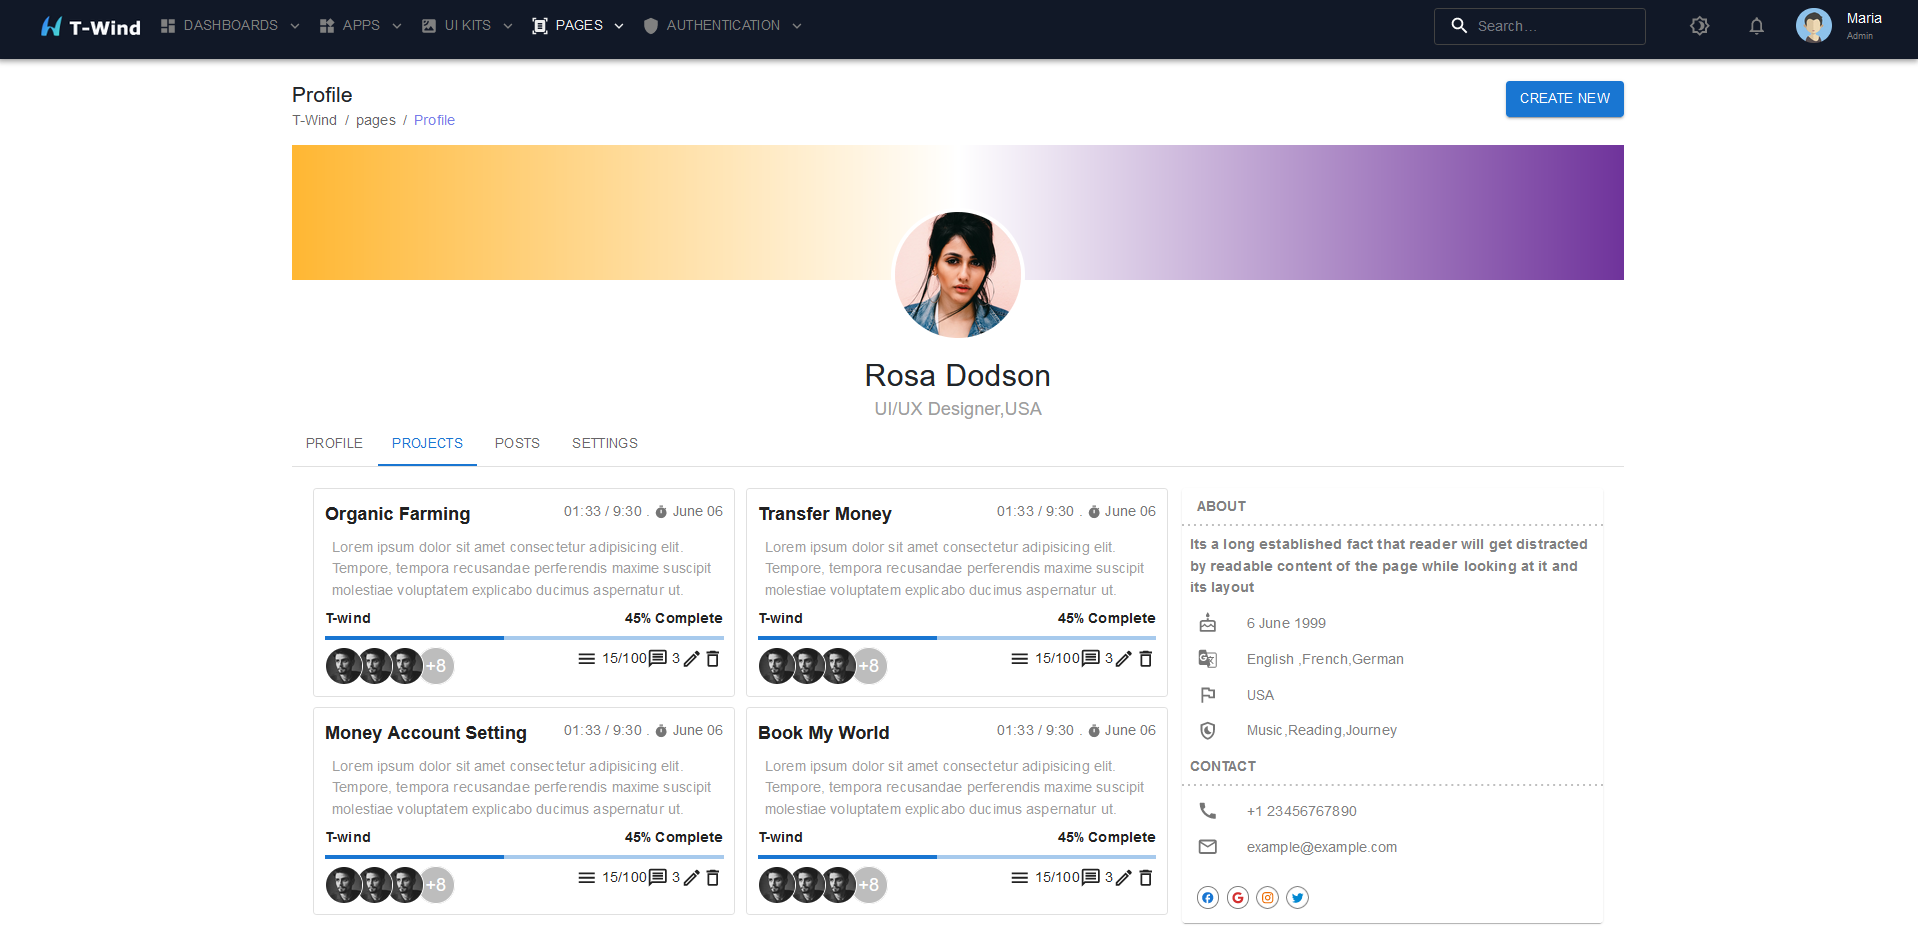 T-Wind DASHBOARDS APPS UI KITS PAGES AUTHENTICATION Search… Maria
Admin
Profile
CREATE NEW
T-Wind / pages / Profile
Rosa Dodson
UI/UX Designer,USA
PROFILE PROJECTS POSTS SETTINGS
Organic Farming 01:33 / 9:30 . June 06
Lorem ipsum dolor sit amet consectetur adipisicing elit.
Tempore, tempora recusandae perferendis maxime suscipit
molestiae voluptatem explicabo ducimus aspernatur ut.
T-wind 45% Complete
+8 15/100 3
Transfer Money 01:33 / 9:30 . June 06
Lorem ipsum dolor sit amet consectetur adipisicing elit.
Tempore, tempora recusandae perferendis maxime suscipit
molestiae voluptatem explicabo ducimus aspernatur ut.
T-wind 45% Complete
+8 15/100 3
Money Account Setting 01:33 / 9:30 . June 06
Lorem ipsum dolor sit amet consectetur adipisicing elit.
Tempore, tempora recusandae perferendis maxime suscipit
molestiae voluptatem explicabo ducimus aspernatur ut.
T-wind 45% Complete
+8 15/100 3
Book My World 01:33 / 9:30 . June 06
Lorem ipsum dolor sit amet consectetur adipisicing elit.
Tempore, tempora recusandae perferendis maxime suscipit
molestiae voluptatem explicabo ducimus aspernatur ut.
T-wind 45% Complete
+8 15/100 3
ABOUT
Its a long established fact that reader will get distracted
by readable content of the page while looking at it and
its layout
6 June 1999
English ,French,German
USA
Music,Reading,Journey
CONTACT
+1 23456767890
example@example.com